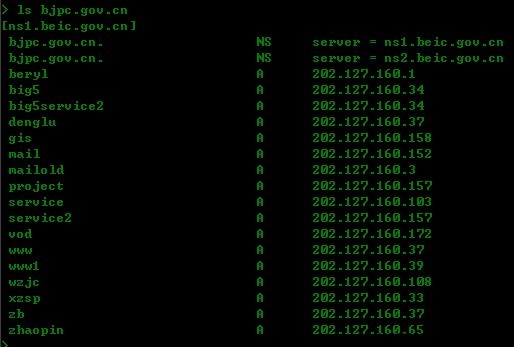 > ls bjpc.gov.cn
[ns1.beic.gov.cn]
bjpc.gov.cn. NS server = ns1.beic.gov.cn
bjpc.gov.cn. NS server = ns2.beic.gov.cn
beryl A 202.127.160.1
big5 A 202.127.160.34
big5service2 A 202.127.160.34
denglu A 202.127.160.37
gis A 202.127.160.158
mail A 202.127.160.152
mailold A 202.127.160.3
project A 202.127.160.157
service A 202.127.160.103
service2 A 202.127.160.157
vod A 202.127.160.172
www A 202.127.160.37
www1 A 202.127.160.39
wzjc A 202.127.160.108
xzsp A 202.127.160.33
zb A 202.127.160.37
zhaopin A 202.127.160.65
>